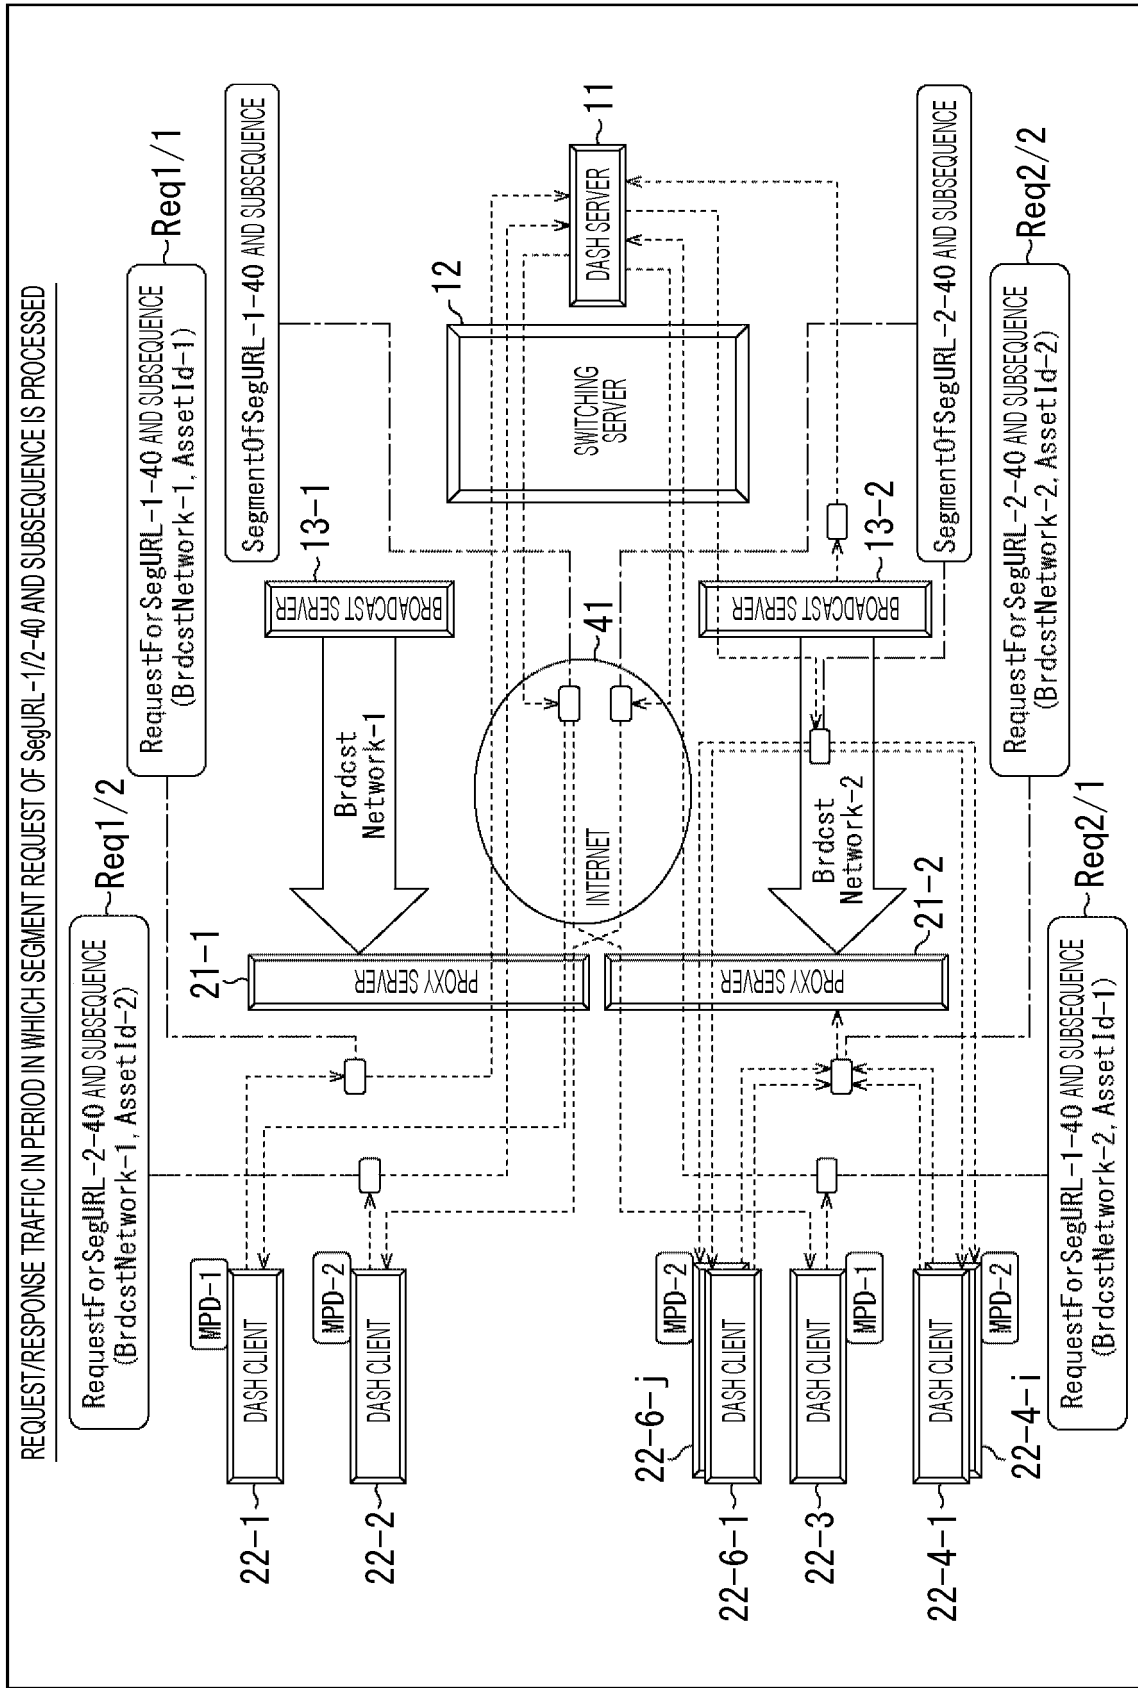 REQUEST/RESPONSE TRAFFIC IN PERIOD IN WHICH SEGMENT REQUEST OF SegURL-1/2-40 AND SUBSEQUENCE IS PROCESSED
Req1/2
RequestForSegURL-2-40 AND SUBSEQUENCE
(BrdcstNetwork-1, AssetId-2)
Req1/1
RequestForSegURL-1-40 AND SUBSEQUENCE
(BrdcstNetwork-1, AssetId-1)
SegmentOfSegURL-1-40 AND SUBSEQUENCE
22-1
DASH CLIENT
MPD-1
22-2
DASH CLIENT
MPD-2
21-1
PROXY SERVER
Brdcst
Network-1
13-1
BROADCAST SERVER
INTERNET
41
12
SWITCHING
SERVER
11
DASH SERVER
22-6-j
22-6-1
DASH CLIENT
MPD-2
22-3
DASH CLIENT
MPD-1
22-4-1
DASH CLIENT
MPD-2
22-4-i
21-2
PROXY SERVER
Brdcst
Network-2
13-2
BROADCAST SERVER
SegmentOfSegURL-2-40 AND SUBSEQUENCE
Req2/2
RequestForSegURL-2-40 AND SUBSEQUENCE
(BrdcstNetwork-2, AssetId-2)
Req2/1
RequestForSegURL-1-40 AND SUBSEQUENCE
(BrdcstNetwork-2, AssetId-1)